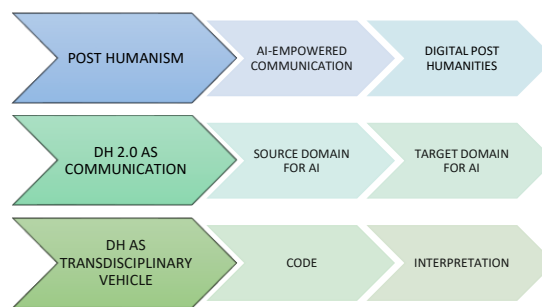 POST HUMANISM
AI-EMPOWERED
COMMUNICATION
DIGITAL POST
HUMANITIES
DH 2.0 AS
COMMUNICATION
SOURCE DOMAIN
FOR AI
TARGET DOMAIN
FOR AI
DH AS
TRANSDISCIPLINARY
VEHICLE
CODE
INTERPRETATION